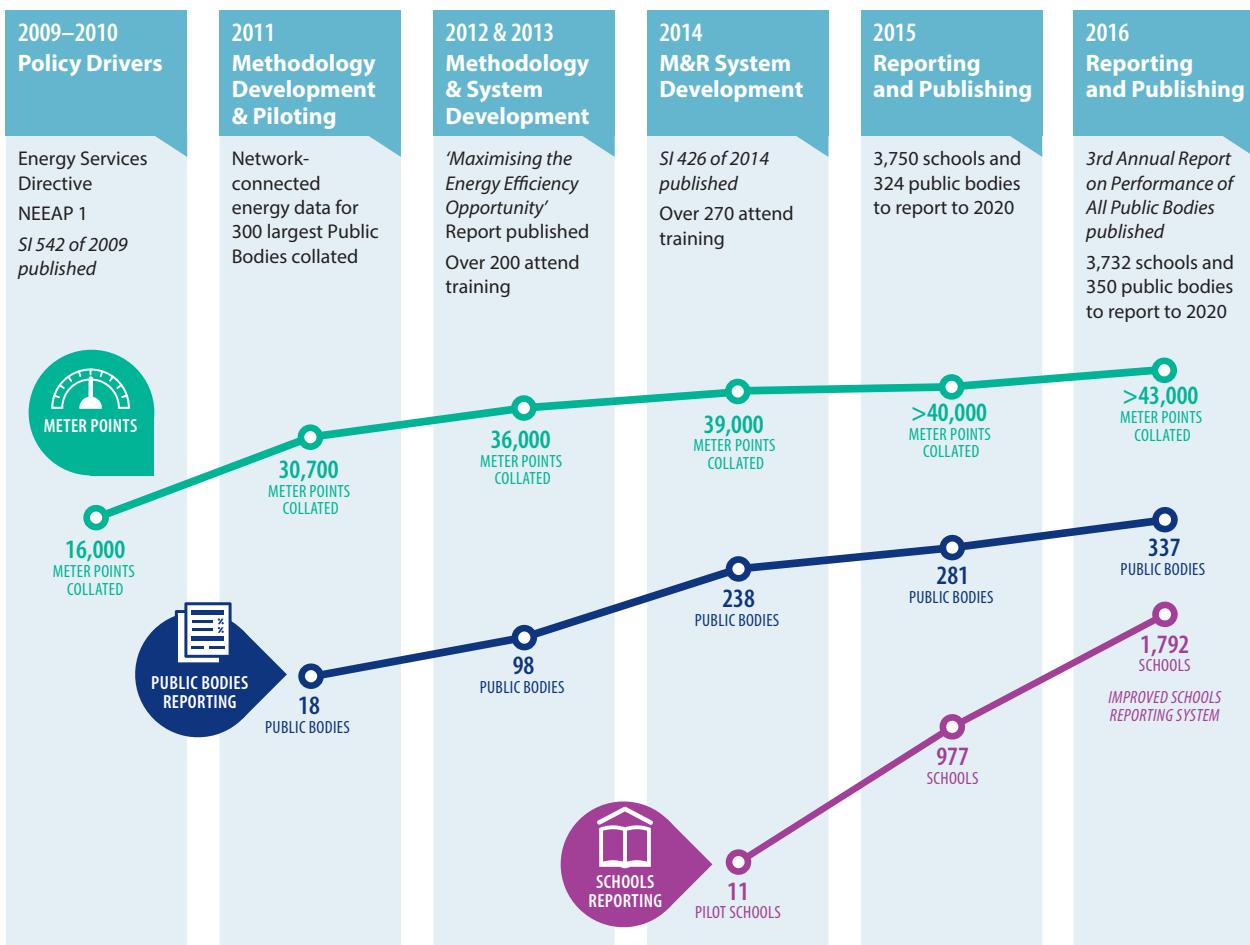 2009–2010
Policy Drivers
Energy Services
Directive
NEEAP 1
SI 542 of 2009
published
2011
Methodology
Development
& Piloting
Network-
connected
energy data for
300 largest Public
Bodies collated
2012 & 2013
Methodology
& System
Development
‘Maximising the
Energy Efficiency
Opportunity’
Report published
Over 200 attend
training
2014
M&R System
Development
SI 426 of 2014
published
Over 270 attend
training
2015
Reporting
and Publishing
3,750 schools and
324 public bodies
to report to 2020
2016
Reporting
and Publishing
3rd Annual Report
on Performance of
All Public Bodies
published
3,732 schools and
350 public bodies
to report to 2020
METER POINTS
16,000
METER POINTS
COLLATED
30,700
METER POINTS
COLLATED
36,000
METER POINTS
COLLATED
39,000
METER POINTS
COLLATED
>40,000
METER POINTS
COLLATED
>43,000
METER POINTS
COLLATED
%
%
PUBLIC BODIES
REPORTING
18
PUBLIC BODIES
98
PUBLIC BODIES
238
PUBLIC BODIES
281
PUBLIC BODIES
337
PUBLIC BODIES
SCHOOLS
REPORTING
11
PILOT SCHOOLS
977
SCHOOLS
1,792
SCHOOLS
IMPROVED SCHOOLS
REPORTING SYSTEM